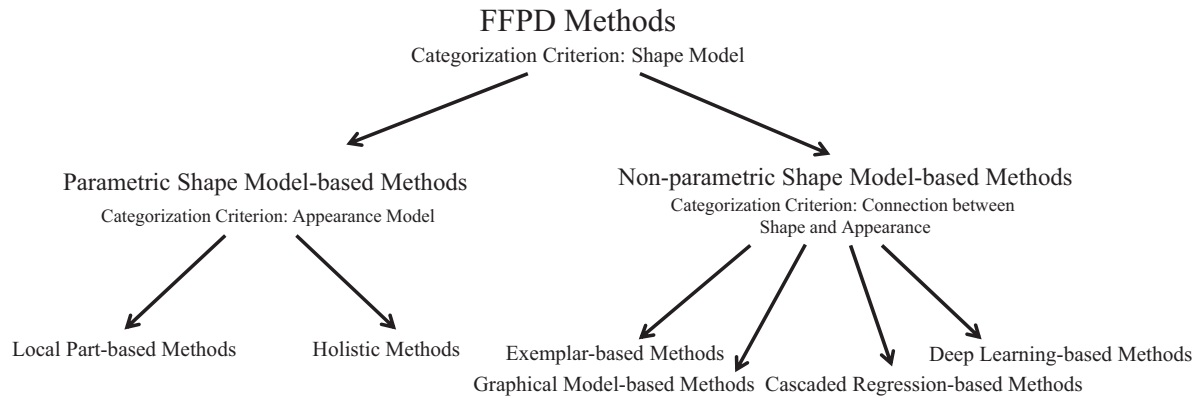 FFPD Methods
Categorization Criterion: Shape Model
Parametric Shape Model-based Methods
Categorization Criterion: Appearance Model
Non-parametric Shape Model-based Methods
Categorization Criterion: Connection between
Shape and Appearance
Local Part-based Methods
Holistic Methods
Exemplar-based Methods
Graphical Model-based Methods
Cascaded Regression-based Methods
Deep Learning-based Methods